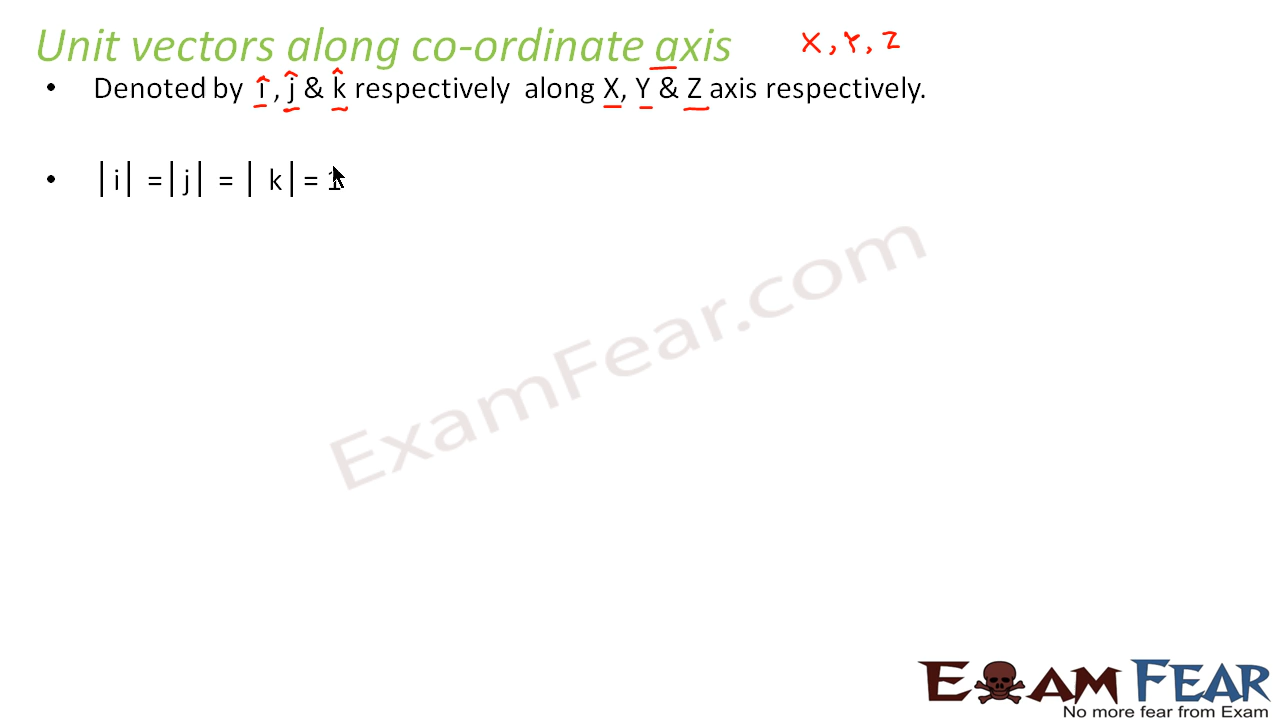 Unit vectors along co-ordinate axis X, Y, Z
• Denoted by î , ĵ & k̂ respectively along X, Y & Z axis respectively.
• |i| =|j| = | k|= 1
ExamFear.com
EXAM FEAR
No more fear from Exam